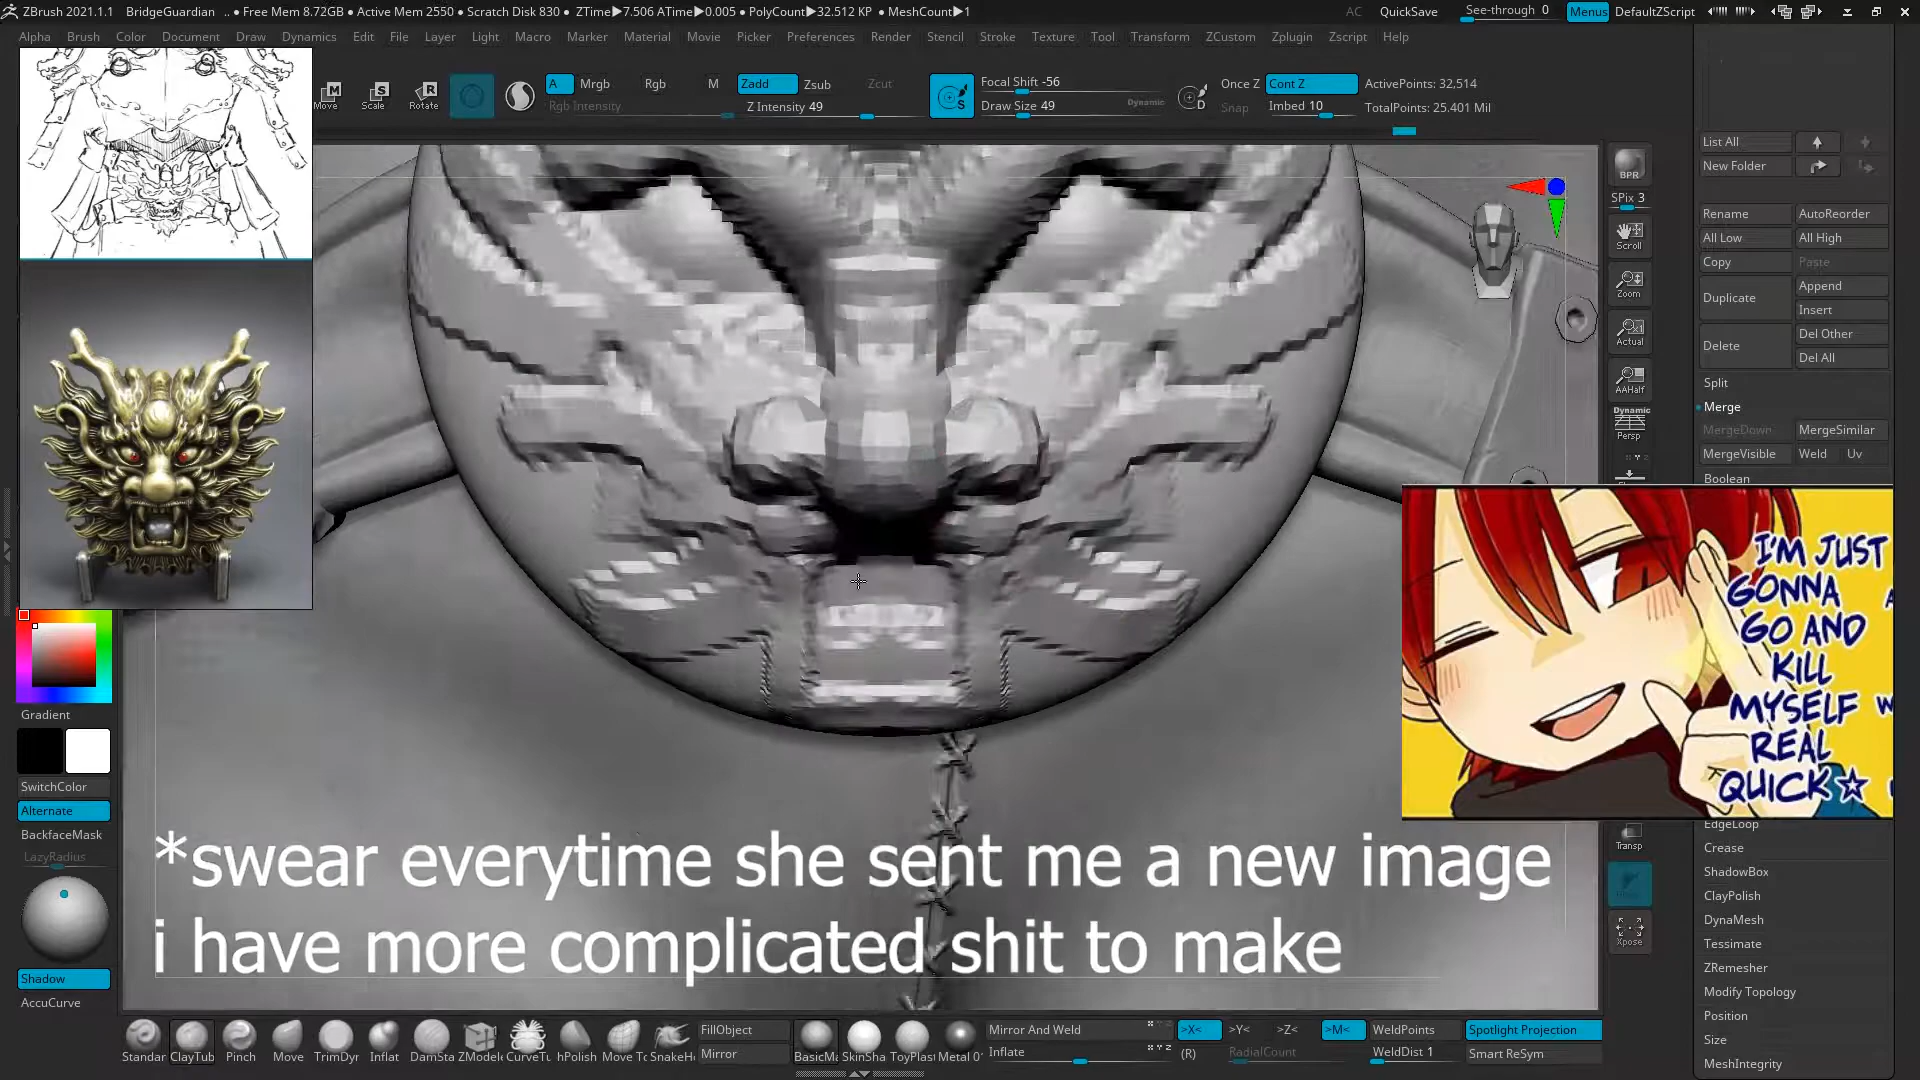 ZBrush 2021.1.1 BridgeGuardian .. ● Free Mem 8.72GB ● Active Mem 2550 ● Scratch Disk 830 ● ZTime▶7.506 ATime▶0.005 ● PolyCount▶32.512 KP ● MeshCount▶1 AC QuickSave See-through 0 Menus DefaultZScript
Alpha Brush Color Document Draw Dynamics Edit File Layer Light Macro Marker Material Movie Picker Preferences Render Stencil Stroke Texture Tool Transform ZCustom Zplugin Zscript Help
Move Scale Rotate
A Mrgb Rgb M Zadd Zsub Zcut
Rgb Intensity Z Intensity 49
S
Focal Shift -56
Draw Size 49 Dynamic
D
Once Z Cont Z ActivePoints: 32,514
Snap Imbed 10 TotalPoints: 25.401 Mil
BPR
SPix 3
Scroll
Zoom
Actual
AAHalf
Dynamic
Persp
Transp
Xpose
List All
New Folder
Rename AutoReorder
All Low All High
Copy Paste
Duplicate Append
Insert
Delete Del Other
Del All
Split
Merge
MergeDown MergeSimilar
MergeVisible Weld Uv
Boolean
I'M JUST
GONNA
GO AND
KILL
MYSELF
REAL
QUICK☆
EdgeLoop
Crease
ShadowBox
ClayPolish
DynaMesh
Tessimate
ZRemesher
Modify Topology
Position
Size
MeshIntegrity
Gradient
SwitchColor
Alternate
BackfaceMask
LazyRadius
Shadow
AccuCurve
*swear everytime she sent me a new image
i have more complicated shit to make
Standar ClayTub Pinch Move TrimDyr Inflat DamSta ZModele CurveTu hPolish Move To SnakeH
FillObject
Mirror
BasicMa SkinSha ToyPlast Metal 0
Mirror And Weld >X< >Y< >Z< >M< WeldPoints Spotlight Projection
Inflate (R) RadialCount WeldDist 1 Smart ReSym